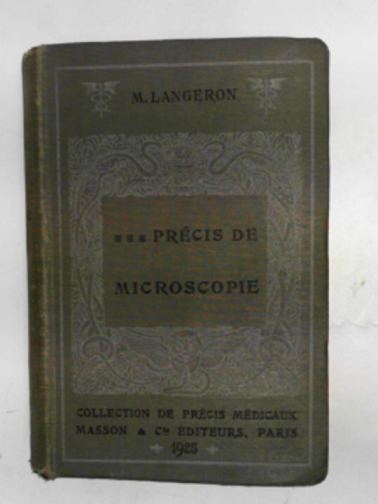 M. LANGERON
PRÉCIS DE
MICROSCOPIE
COLLECTION DE PRÉCIS MÉDICAUX
MASSON & Cie ÉDITEURS, PARIS
1925